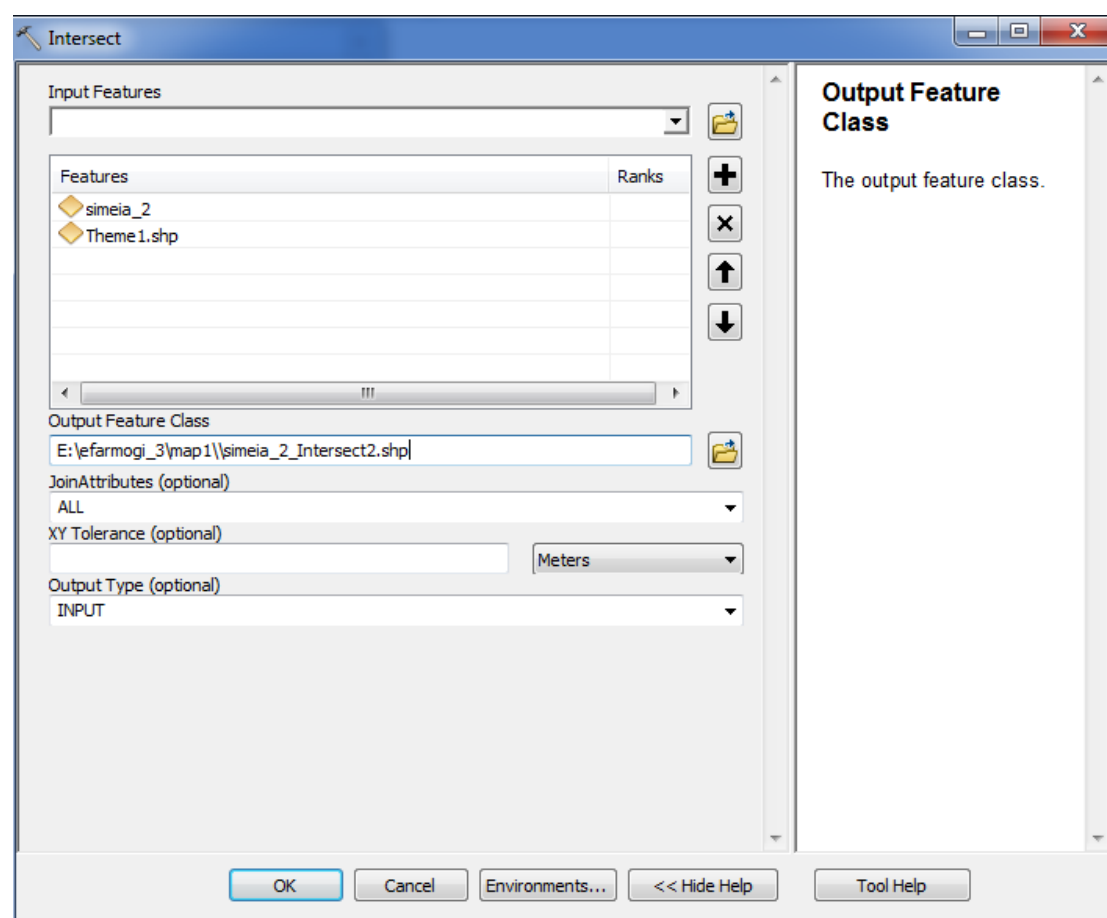 Intersect
Input Features
Features Ranks
simeia_2
Theme1.shp
Output Feature Class
E:\efarmogi_3\map1\\simeia_2_Intersect2.shp
JoinAttributes (optional)
ALL
XY Tolerance (optional)
Meters
Output Type (optional)
INPUT
OK Cancel Environments... << Hide Help Tool Help
Output Feature
Class
The output feature class.